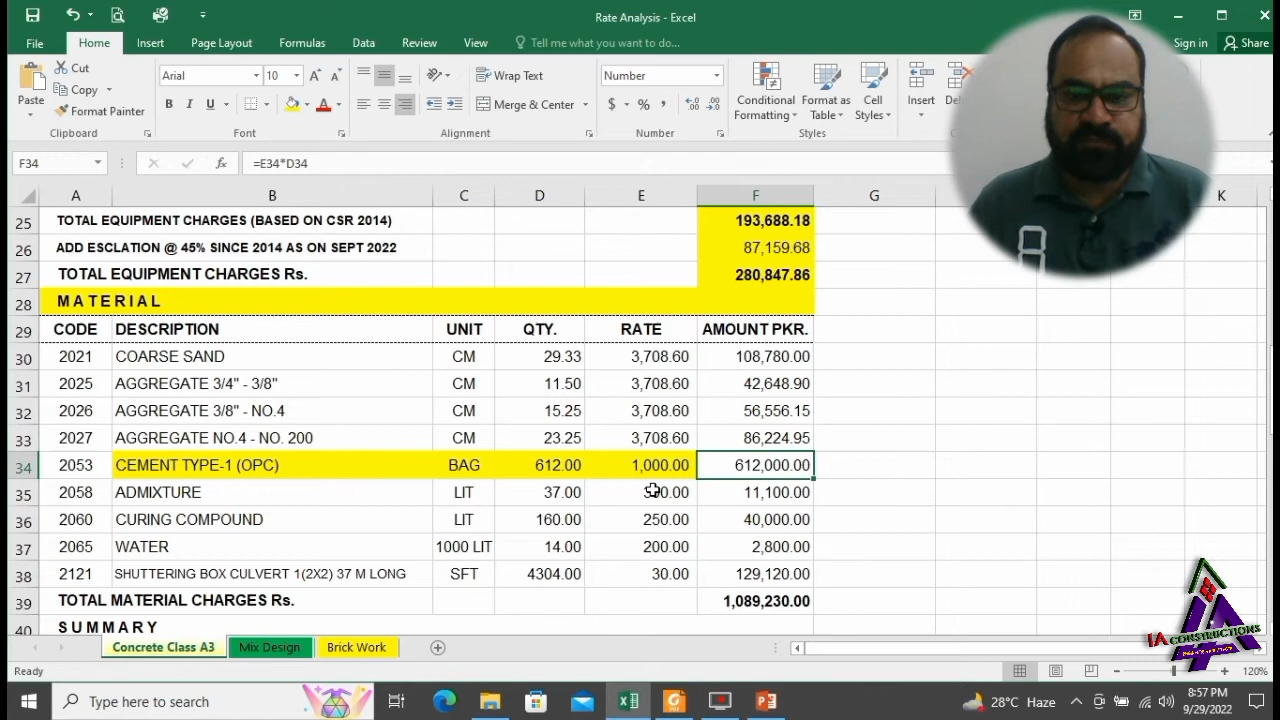 Rate Analysis - Excel
File Home Insert Page Layout Formulas Data Review View Tell me what you want to do... Sign in Share
Cut
Copy
Format Painter
Paste
Arial 10
B I U
Wrap Text
Merge & Center
Number
$ % ,
Conditional Formatting
Format as Table
Cell Styles
Insert
Clipboard Font Alignment Number Styles
F34 fx =E34*D34
A B C D E F G K
25 TOTAL EQUIPMENT CHARGES (BASED ON CSR 2014) 193,688.18
26 ADD ESCLATION @ 45% SINCE 2014 AS ON SEPT 2022 87,159.68
27 TOTAL EQUIPMENT CHARGES Rs. 280,847.86
28 M A T E R I A L
29 CODE DESCRIPTION UNIT QTY. RATE AMOUNT PKR.
30 2021 COARSE SAND CM 29.33 3,708.60 108,780.00
31 2025 AGGREGATE 3/4" - 3/8" CM 11.50 3,708.60 42,648.90
32 2026 AGGREGATE 3/8" - NO.4 CM 15.25 3,708.60 56,556.15
33 2027 AGGREGATE NO.4 - NO. 200 CM 23.25 3,708.60 86,224.95
34 2053 CEMENT TYPE-1 (OPC) BAG 612.00 1,000.00 612,000.00
35 2058 ADMIXTURE LIT 37.00 11,100.00
36 2060 CURING COMPOUND LIT 160.00 250.00 40,000.00
37 2065 WATER 1000 LIT 14.00 200.00 2,800.00
38 2121 SHUTTERING BOX CULVERT 1(2X2) 37 M LONG SFT 4304.00 30.00 129,120.00
39 TOTAL MATERIAL CHARGES Rs. 1,089,230.00
40 S U M M A R Y
Concrete Class A3 Mix Design Brick Work
IA CONSTRUCTIONS
Ready 120%
Type here to search
28°C Haze
8:57 PM
9/29/2022